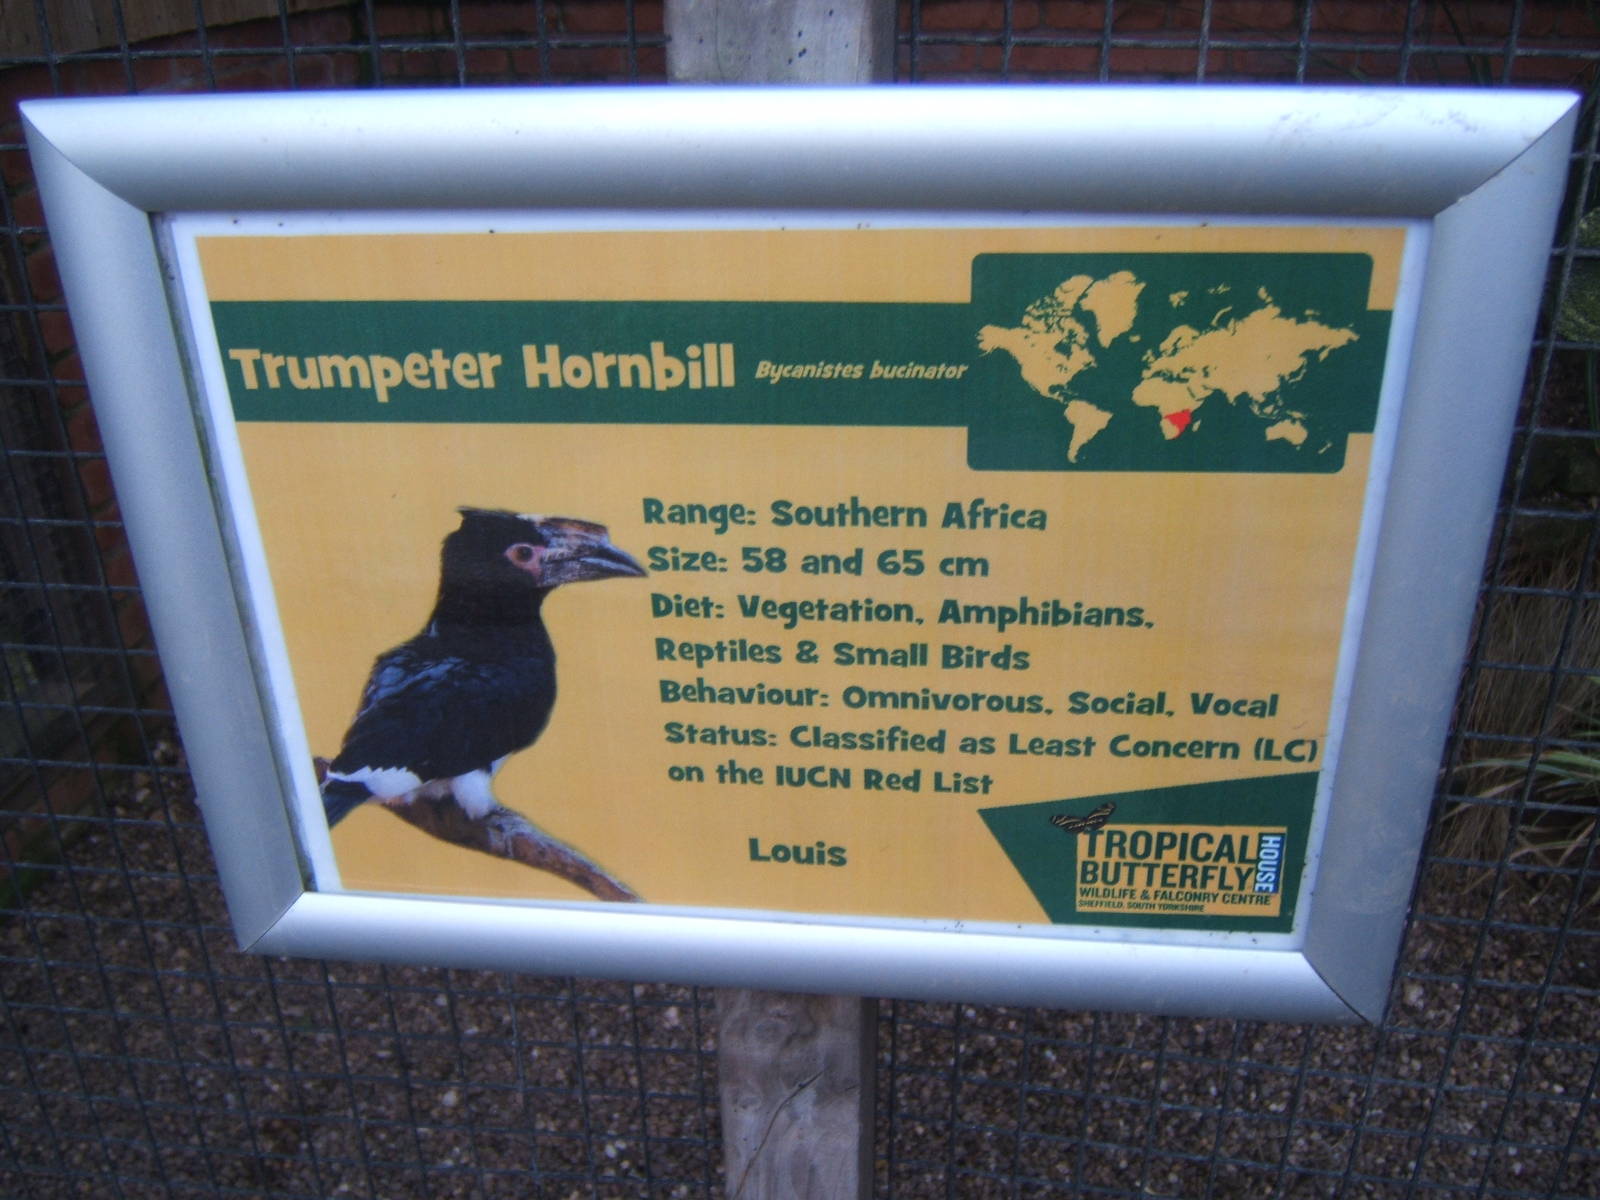 Trumpeter Hornbill Bycanistes bucinator
Range: Southern Africa
Size: 58 and 65 cm
Diet: Vegetation, Amphibians,
Reptiles & Small Birds
Behaviour: Omnivorous, Social, Vocal
Status: Classified as Least Concern (LC)
on the IUCN Red List
Louis
TROPICAL
BUTTERFLY
HOUSE
WILDLIFE & FALCONRY CENTRE
SHEFFIELD, SOUTH YORKSHIRE